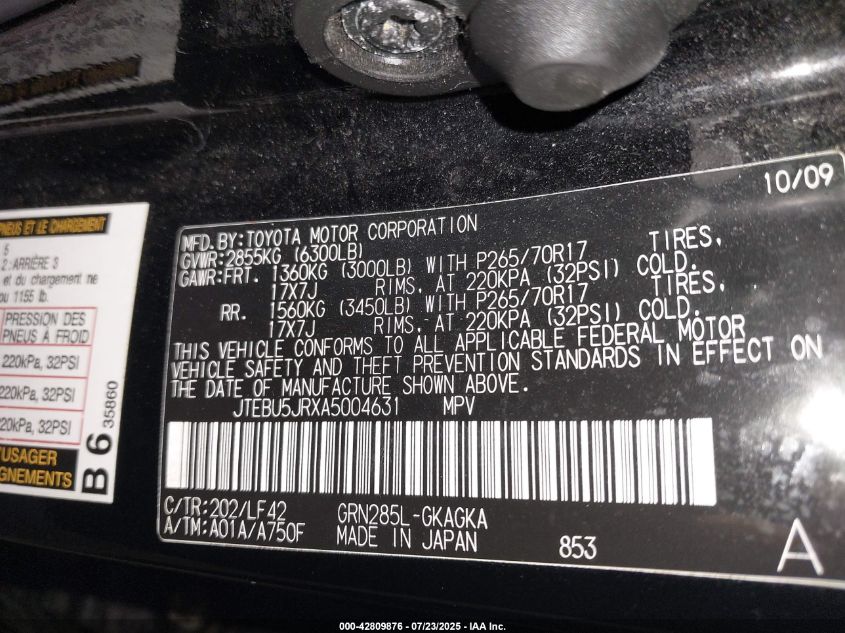 PNEUS ET LE CHARGEMENT
5
2: ARRIÈRE 3
et du chargement ne
ou 1155 lb.
PRESSION DES
PNEUS À FROID
220kPa, 32PSI
220kPa, 32PSI
220kPa, 32PSI
USAGER
GNEMENTS
B 6 35860
10/09
MFD. BY: TOYOTA MOTOR CORPORATION
GVWR: 2855KG (6300LB)
GAWR: FRT. 1360KG (3000LB) WITH P265/70R17 TIRES,
17X7J RIMS, AT 220KPA (32PSI) COLD.
RR. 1560KG (3450LB) WITH P265/70R17 TIRES,
17X7J RIMS, AT 220KPA (32PSI) COLD.
THIS VEHICLE CONFORMS TO ALL APPLICABLE FEDERAL MOTOR
VEHICLE SAFETY AND THEFT PREVENTION STANDARDS IN EFFECT ON
THE DATE OF MANUFACTURE SHOWN ABOVE.
JTEBU5JRXA5004631 MPV
C/TR: 202/LF42 GRN285L-GKAGKA
A/TM: A01A/A750F MADE IN JAPAN 853 A
000-42809876 / 07/23/2025 - IAA Inc.